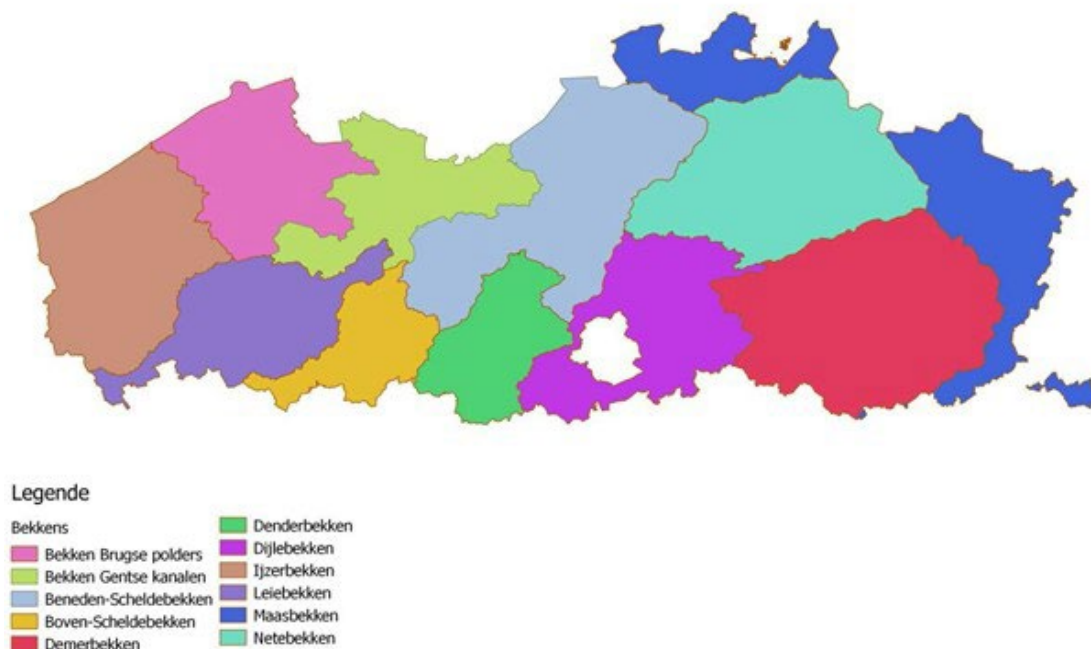 Legende
Bekkens
Bekken Brugse polders
Bekken Gentse kanalen
Beneden-Scheldebekken
Boven-Scheldebekken
Demerbekken
Denderbekken
Dijlebekken
Ijzerbekken
Leiebekken
Maasbekken
Netebekken